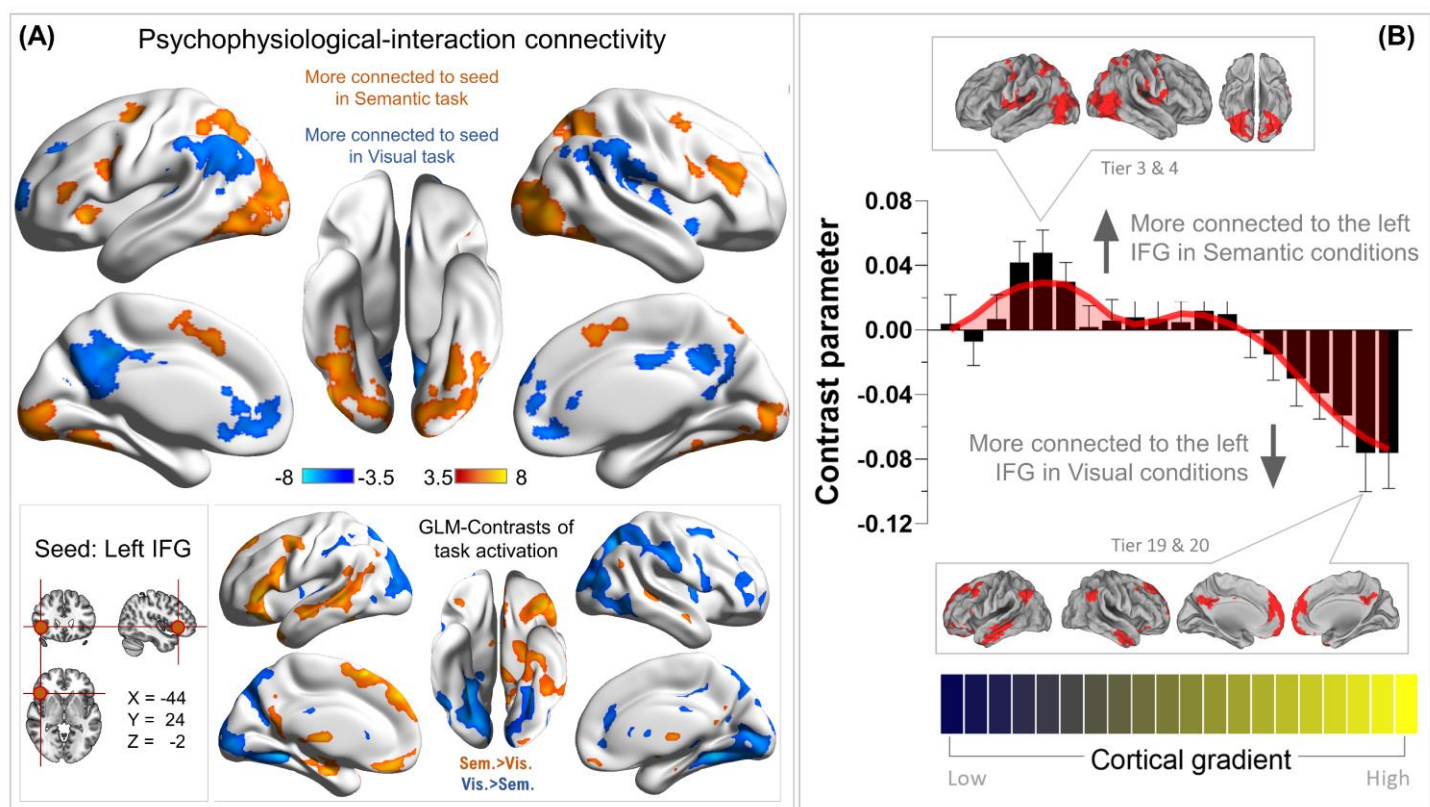 (A)
Psychophysiological-interaction connectivity
More connected to seed
in Semantic task
More connected to seed
in Visual task
-8
-3.5
3.5
8
Seed: Left IFG
X = -44
Y = 24
Z = -2
GLM-Contrasts of
task activation
Sem.>Vis.
Vis.>Sem.
(B)
Tier 3 & 4
Contrast parameter
0.08
0.04
0.00
-0.04
-0.08
-0.12
More connected to the left
IFG in Semantic conditions
More connected to the left
IFG in Visual conditions
Tier 19 & 20
Cortical gradient
Low
High